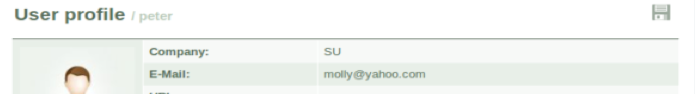 User profile / peter
Company: SU
E-Mail: molly@yahoo.com